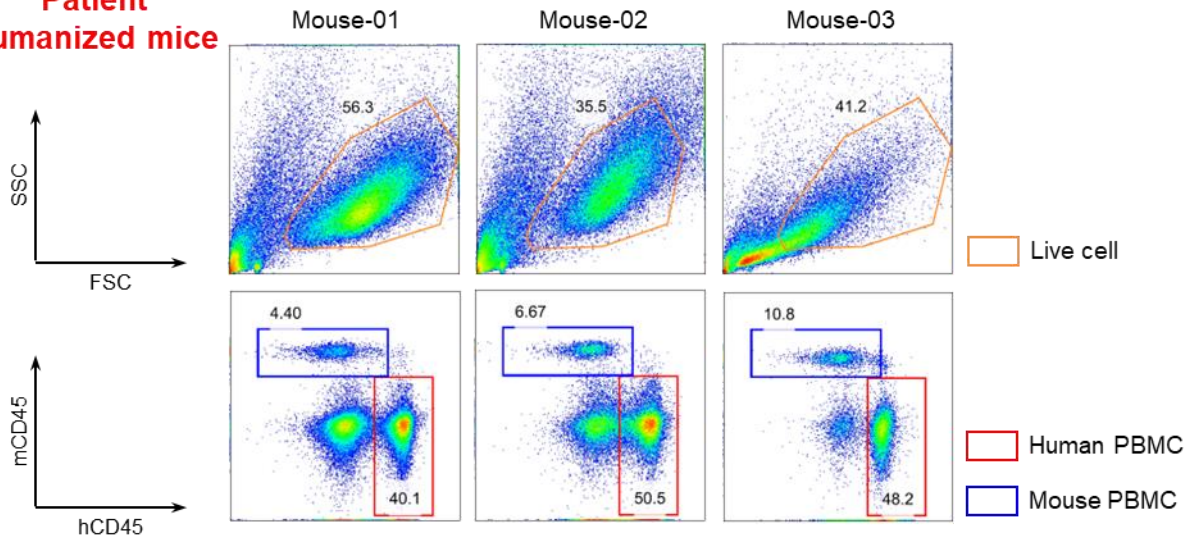 Patient
umanized mice
Mouse-01
Mouse-02
Mouse-03
SSC
FSC
56.3
35.5
41.2
Live cell
mCD45
hCD45
4.40
6.67
10.8
40.1
50.5
48.2
Human PBMC
Mouse PBMC